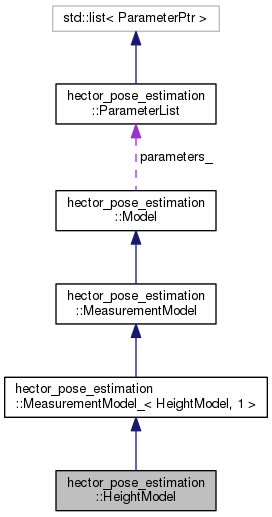 std::list< ParameterPtr >
hector_pose_estimation
::ParameterList
parameters_
hector_pose_estimation
::Model
hector_pose_estimation
::MeasurementModel
hector_pose_estimation
::MeasurementModel_< HeightModel, 1 >
hector_pose_estimation
::HeightModel